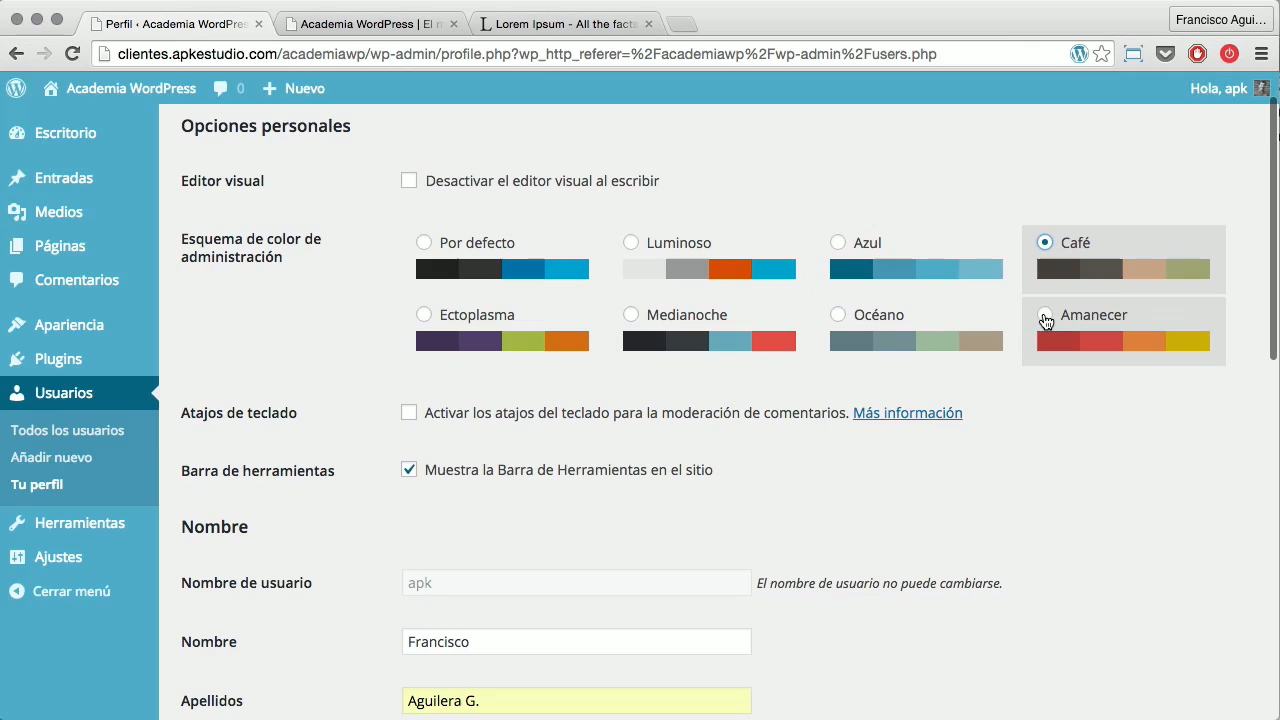 Perfil ‹ Academia WordPres
Academia WordPress | El r
Lorem Ipsum - All the facts
Francisco Agui...
clientes.apkestudio.com/academiawp/wp-admin/profile.php?wp_http_referer=%2Facademiawp%2Fwp-admin%2Fusers.php
Academia WordPress
0
Nuevo
Hola, apk
Escritorio
Entradas
Medios
Páginas
Comentarios
Apariencia
Plugins
Usuarios
Todos los usuarios
Añadir nuevo
Tu perfil
Herramientas
Ajustes
Cerrar menú
Opciones personales
Editor visual
Desactivar el editor visual al escribir
Esquema de color de
administración
Por defecto
Luminoso
Azul
Café
Ectoplasma
Medianoche
Océano
Amanecer
Atajos de teclado
Activar los atajos del teclado para la moderación de comentarios. Más información
Barra de herramientas
Muestra la Barra de Herramientas en el sitio
Nombre
Nombre de usuario
apk
El nombre de usuario no puede cambiarse.
Nombre
Francisco
Apellidos
Aguilera G.